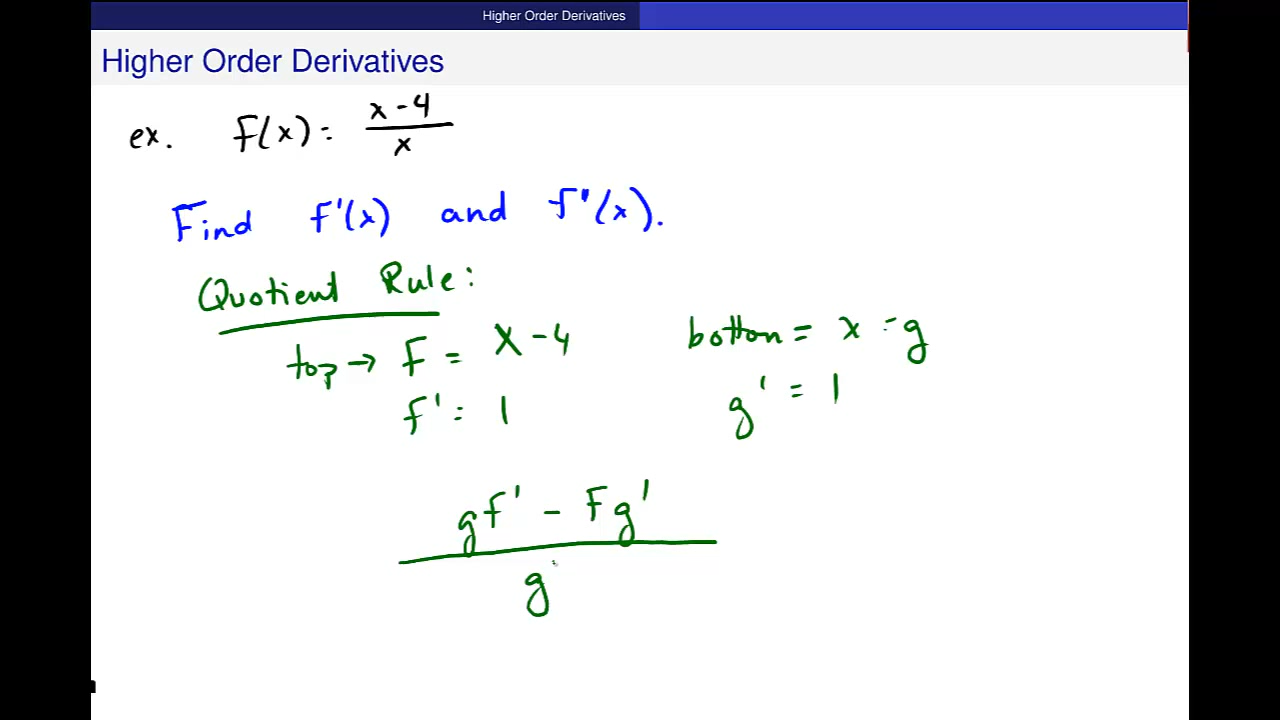 Higher Order Derivatives
Higher Order Derivatives
ex. f(x) = (x-4)/x
Find f'(x) and f''(x).
Quotient Rule:
top → f = x-4 bottom = x = g
f' = 1 g' = 1
gf' - fg'
g